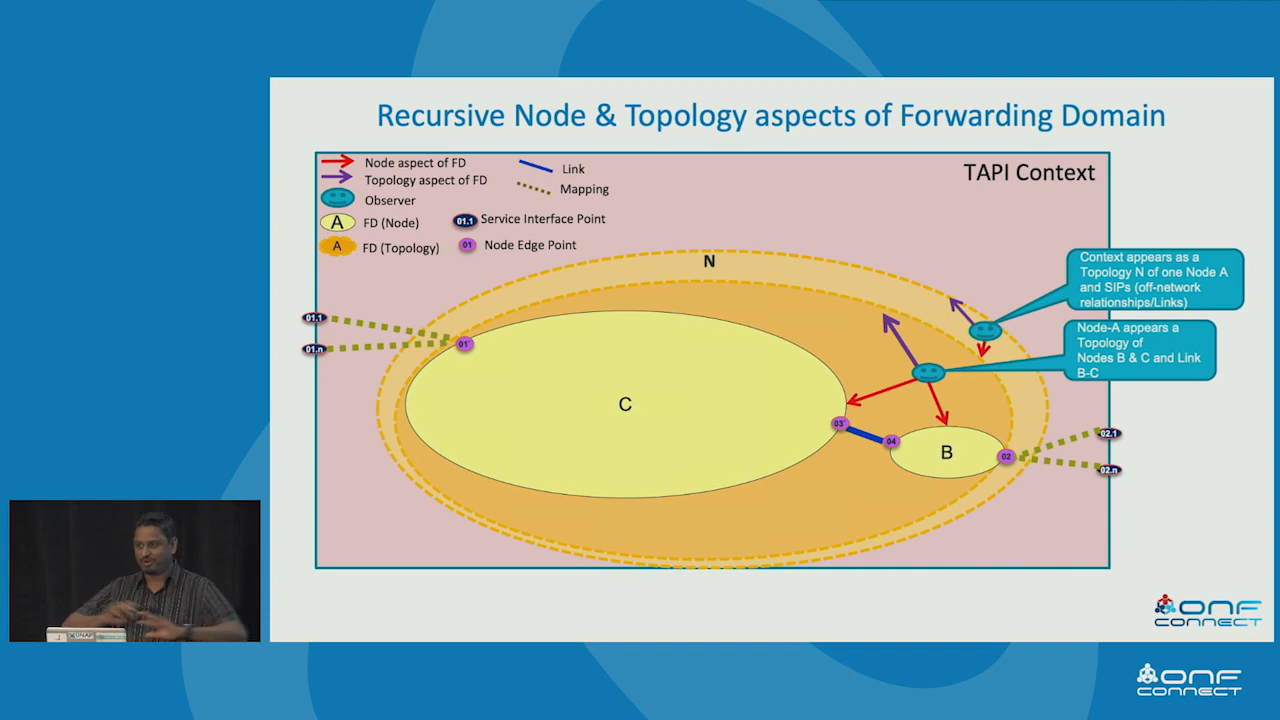 Recursive Node & Topology aspects of Forwarding Domain
TAPI Context
Node aspect of FD
Topology aspect of FD
Observer
A
FD (Node)
A
FD (Topology)
Link
Mapping
01.1
Service Interface Point
01
Node Edge Point
N
Context appears as a
Topology N of one Node A
and SIPs (off-network
relationships/Links)
Node-A appears a
Topology of
Nodes B & C and Link
B-C
01.1
01.n
01'
C
03'
04
B
02
02.1
02.n
ONF
CONNECT
ONF
CONNECT